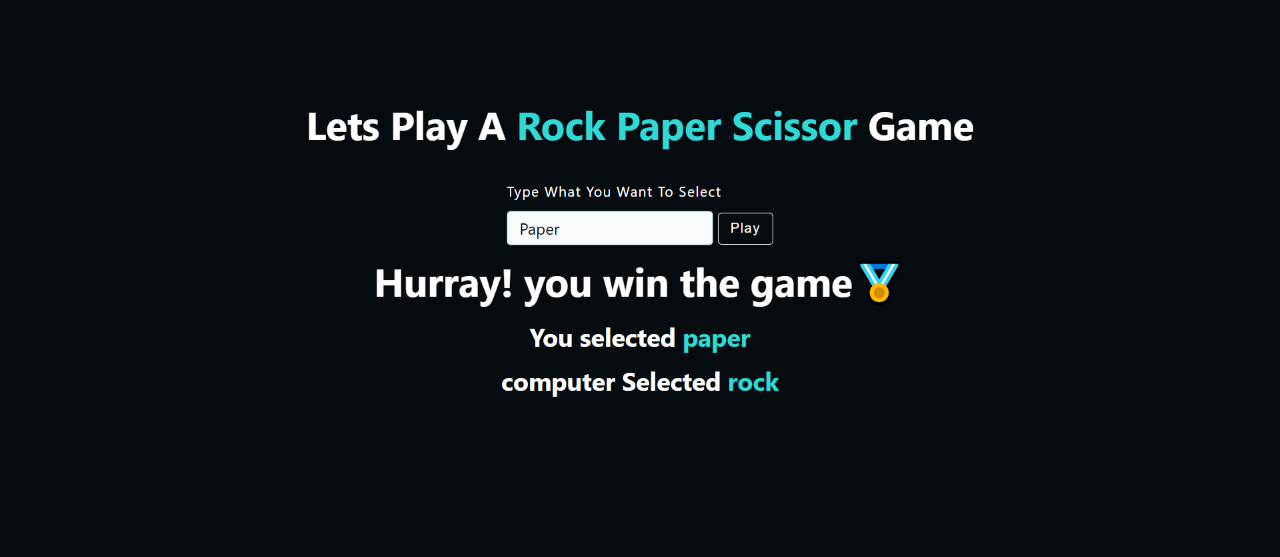 Lets Play A Rock Paper Scissor Game
Type What You Want To Select
Paper Play
Hurray! you win the game🏅
You selected paper
computer Selected rock